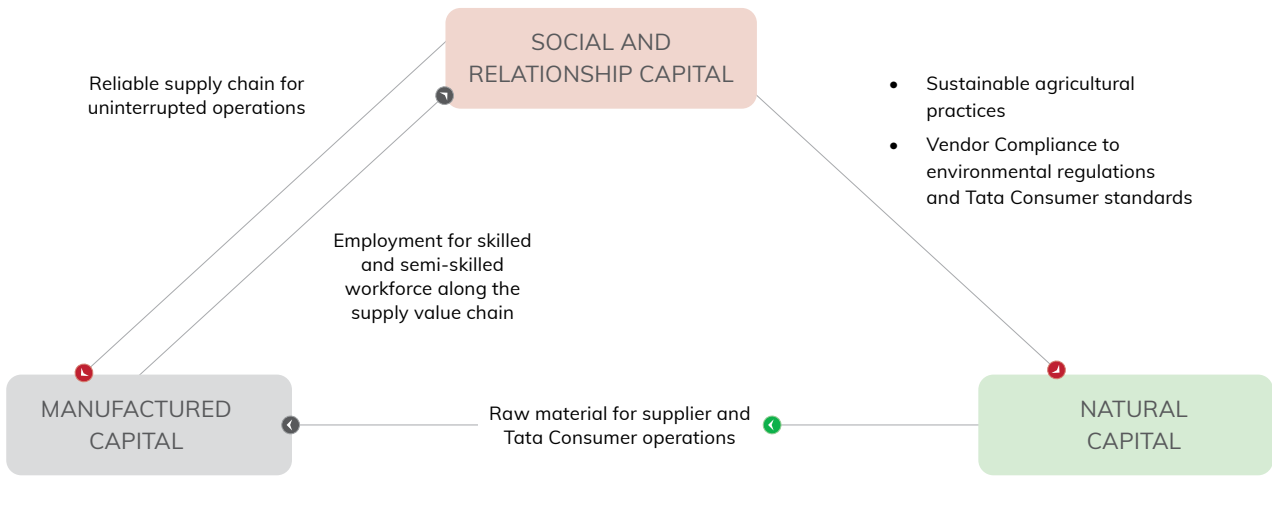 SOCIAL AND
RELATIONSHIP CAPITAL
Reliable supply chain for
uninterrupted operations
• Sustainable agricultural
practices
• Vendor Compliance to
environmental regulations
and Tata Consumer standards
Employment for skilled
and semi-skilled
workforce along the
supply value chain
MANUFACTURED
CAPITAL
Raw material for supplier and
Tata Consumer operations
NATURAL
CAPITAL